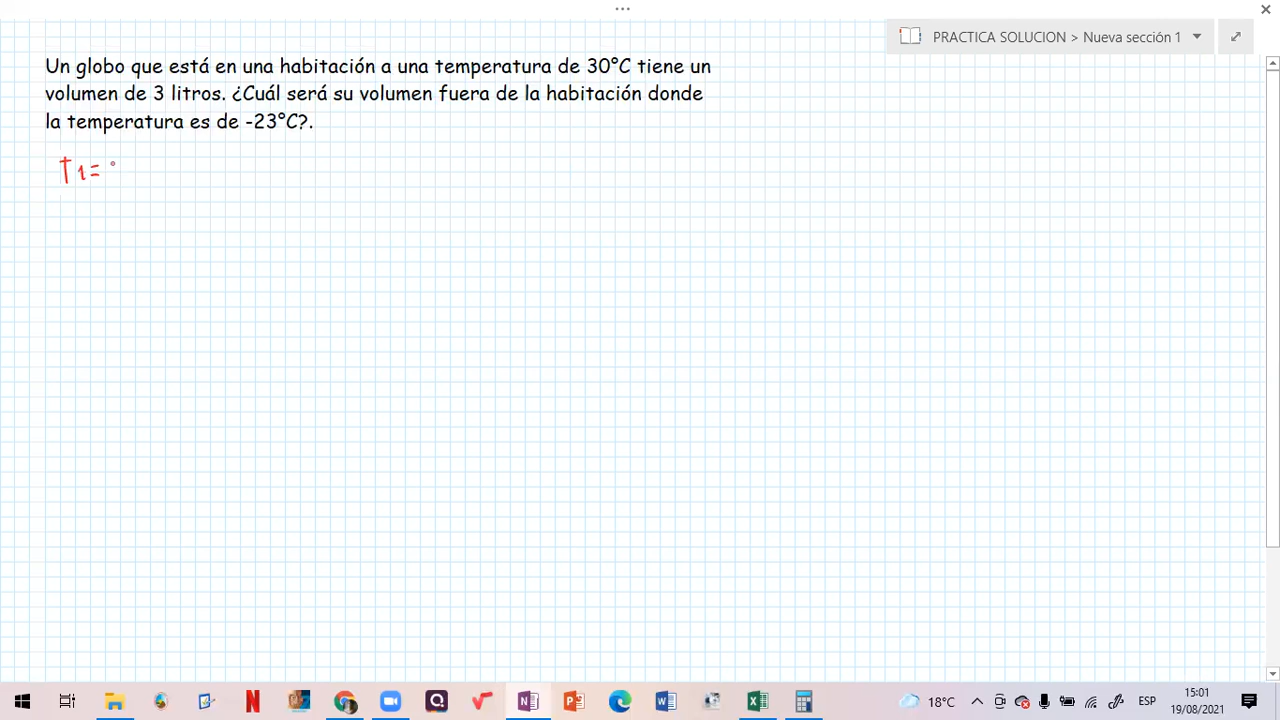 PRACTICA SOLUCION > Nueva sección 1
Un globo que está en una habitación a una temperatura de 30°C tiene un
volumen de 3 litros. ¿Cuál será su volumen fuera de la habitación donde
la temperatura es de -23°C?.
T1=
18°C
ESP
19/08/2021